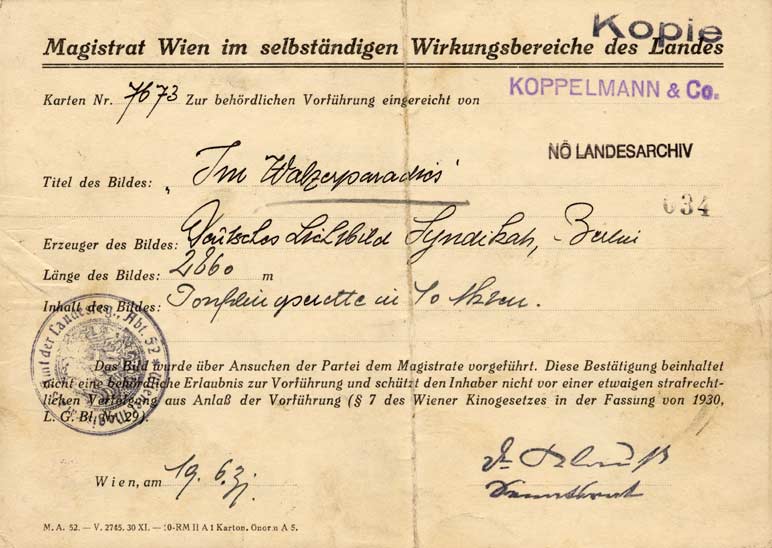 Kopie
Magistrat Wien im selbständigen Wirkungsbereiche des Landes
Karten Nr. 7673 Zur behördlichen Vorführung eingereicht von KOPPELMANN & Co.
NÖ LANDESARCHIV
Titel des Bildes: „Im Walzerparadies"
034
Erzeuger des Bildes: Deutsches Lichtbild Syndikat, Berlin
Länge des Bildes: 2860 m
Inhalt des Bildes: Tonfilmoperette in 10 Akten.
Das Bild wurde über Ansuchen der Partei dem Magistrate vorgeführt. Diese Bestätigung beinhaltet
nicht eine behördliche Erlaubnis zur Vorführung und schützt den Inhaber nicht vor einer etwaigen strafrecht-
lichen Verfolgung aus Anlaß der Vorführung (§ 7 des Wiener Kinogesetzes in der Fassung von 1930,
L. G. Bl. Nr. 29).
Wien, am 19.6.31
Dr
M. A. 52. — V. 2745. 30 XI. — 10-RM II A 1 Karton. Onorm A 5.